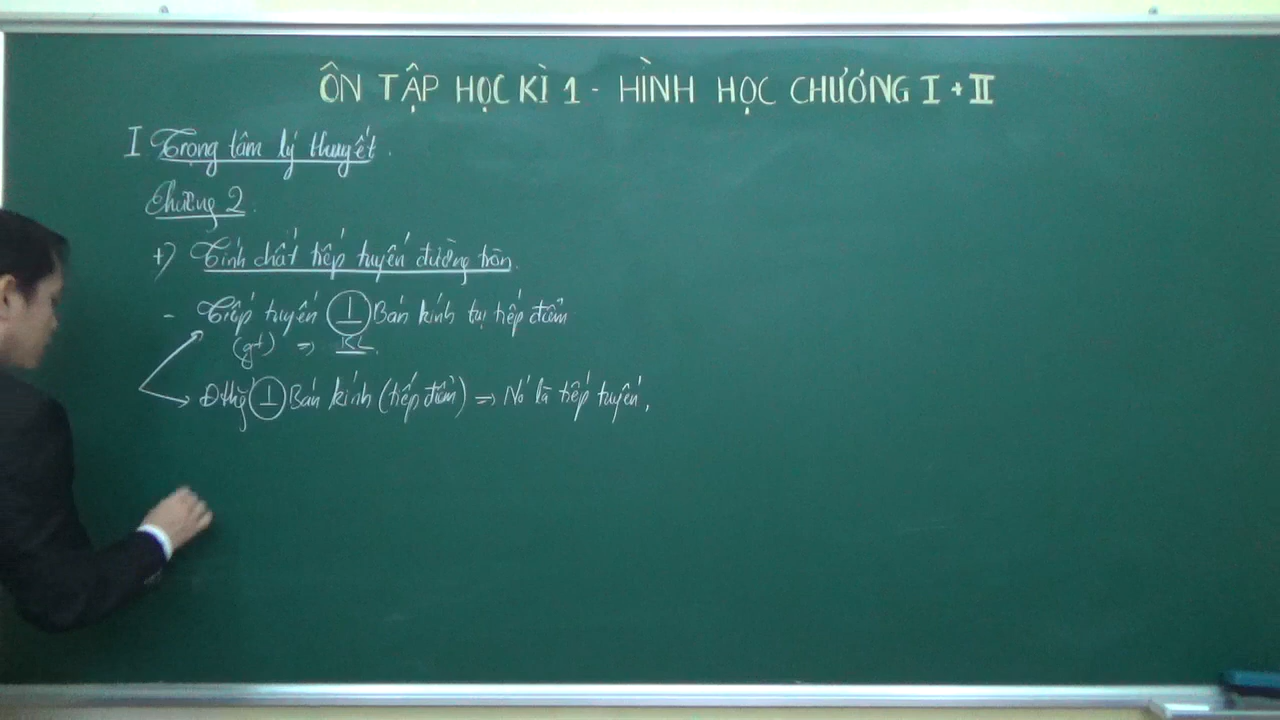 ÔN TẬP HỌC KÌ 1 - HÌNH HỌC CHƯƠNG I + II
I Trọng tâm lý thuyết.
Chương 2.
+) Tính chất tiếp tuyến đường tròn.
- Tiếp tuyến ⊥ Bán kính tại tiếp điểm
(gt) ⇒ KL.
Đthg ⊥ Bán kính (tiếp điểm) ⇒ Nó là tiếp tuyến.